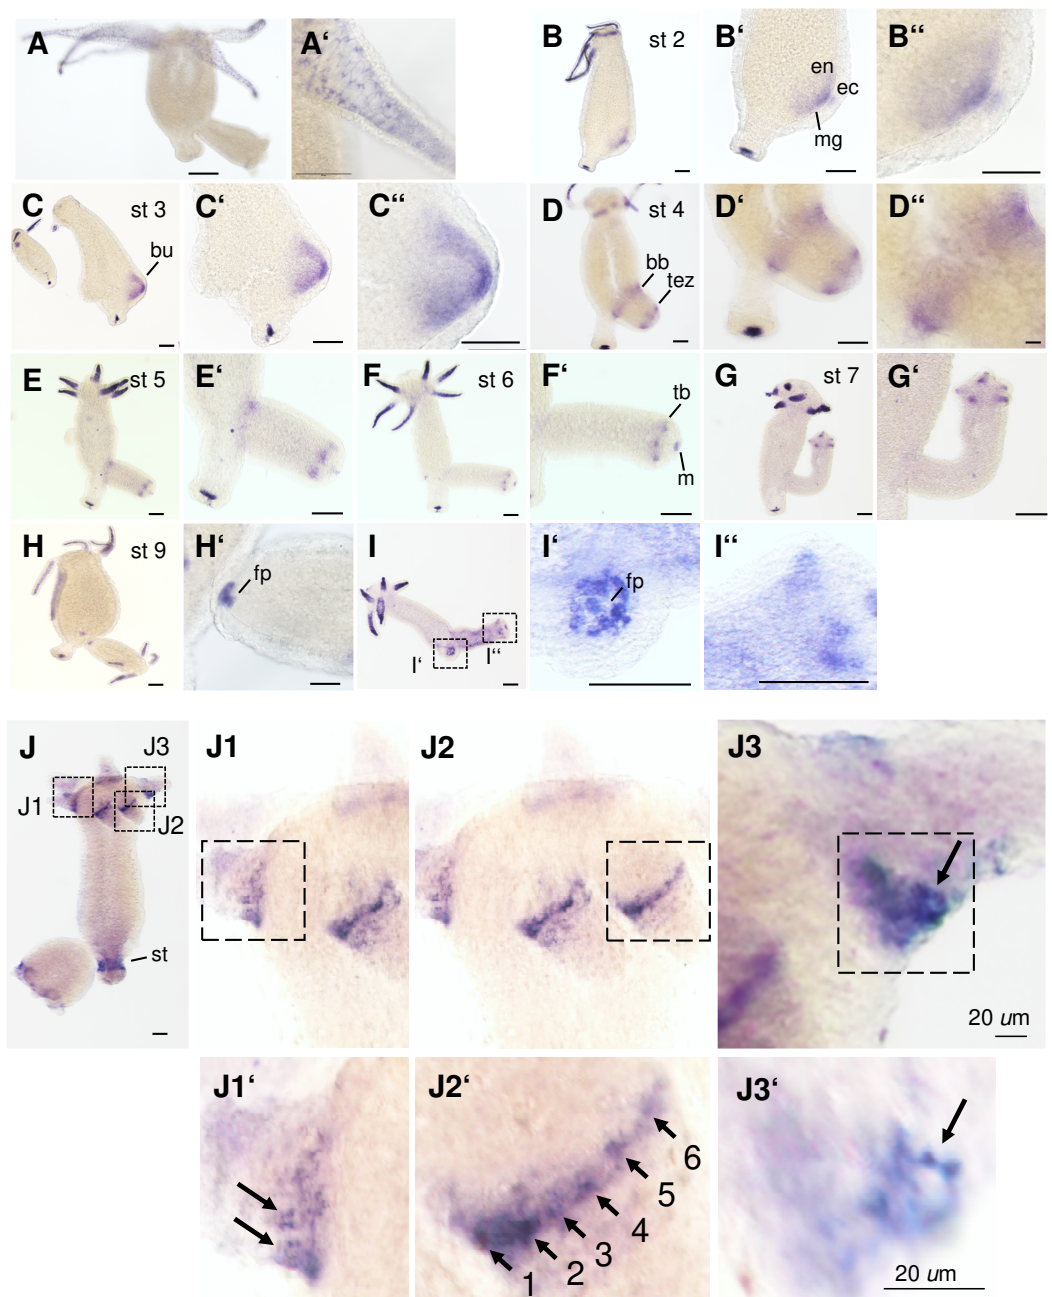 A
A‘
B
st 2
B‘
en
ec
mg
B‘‘
C
st 3
bu
C‘
C‘‘
D
st 4
bb
tez
D‘
D‘‘
E
st 5
E‘
F
st 6
F‘
tb
m
G
st 7
G‘
H
st 9
H‘
fp
I
I‘
I‘‘
I‘
fp
I‘‘
J
J3
J1
J2
st
J1
J2
J3
20 um
J1‘
J2‘
1
2
3
4
5
6
J3‘
20 um